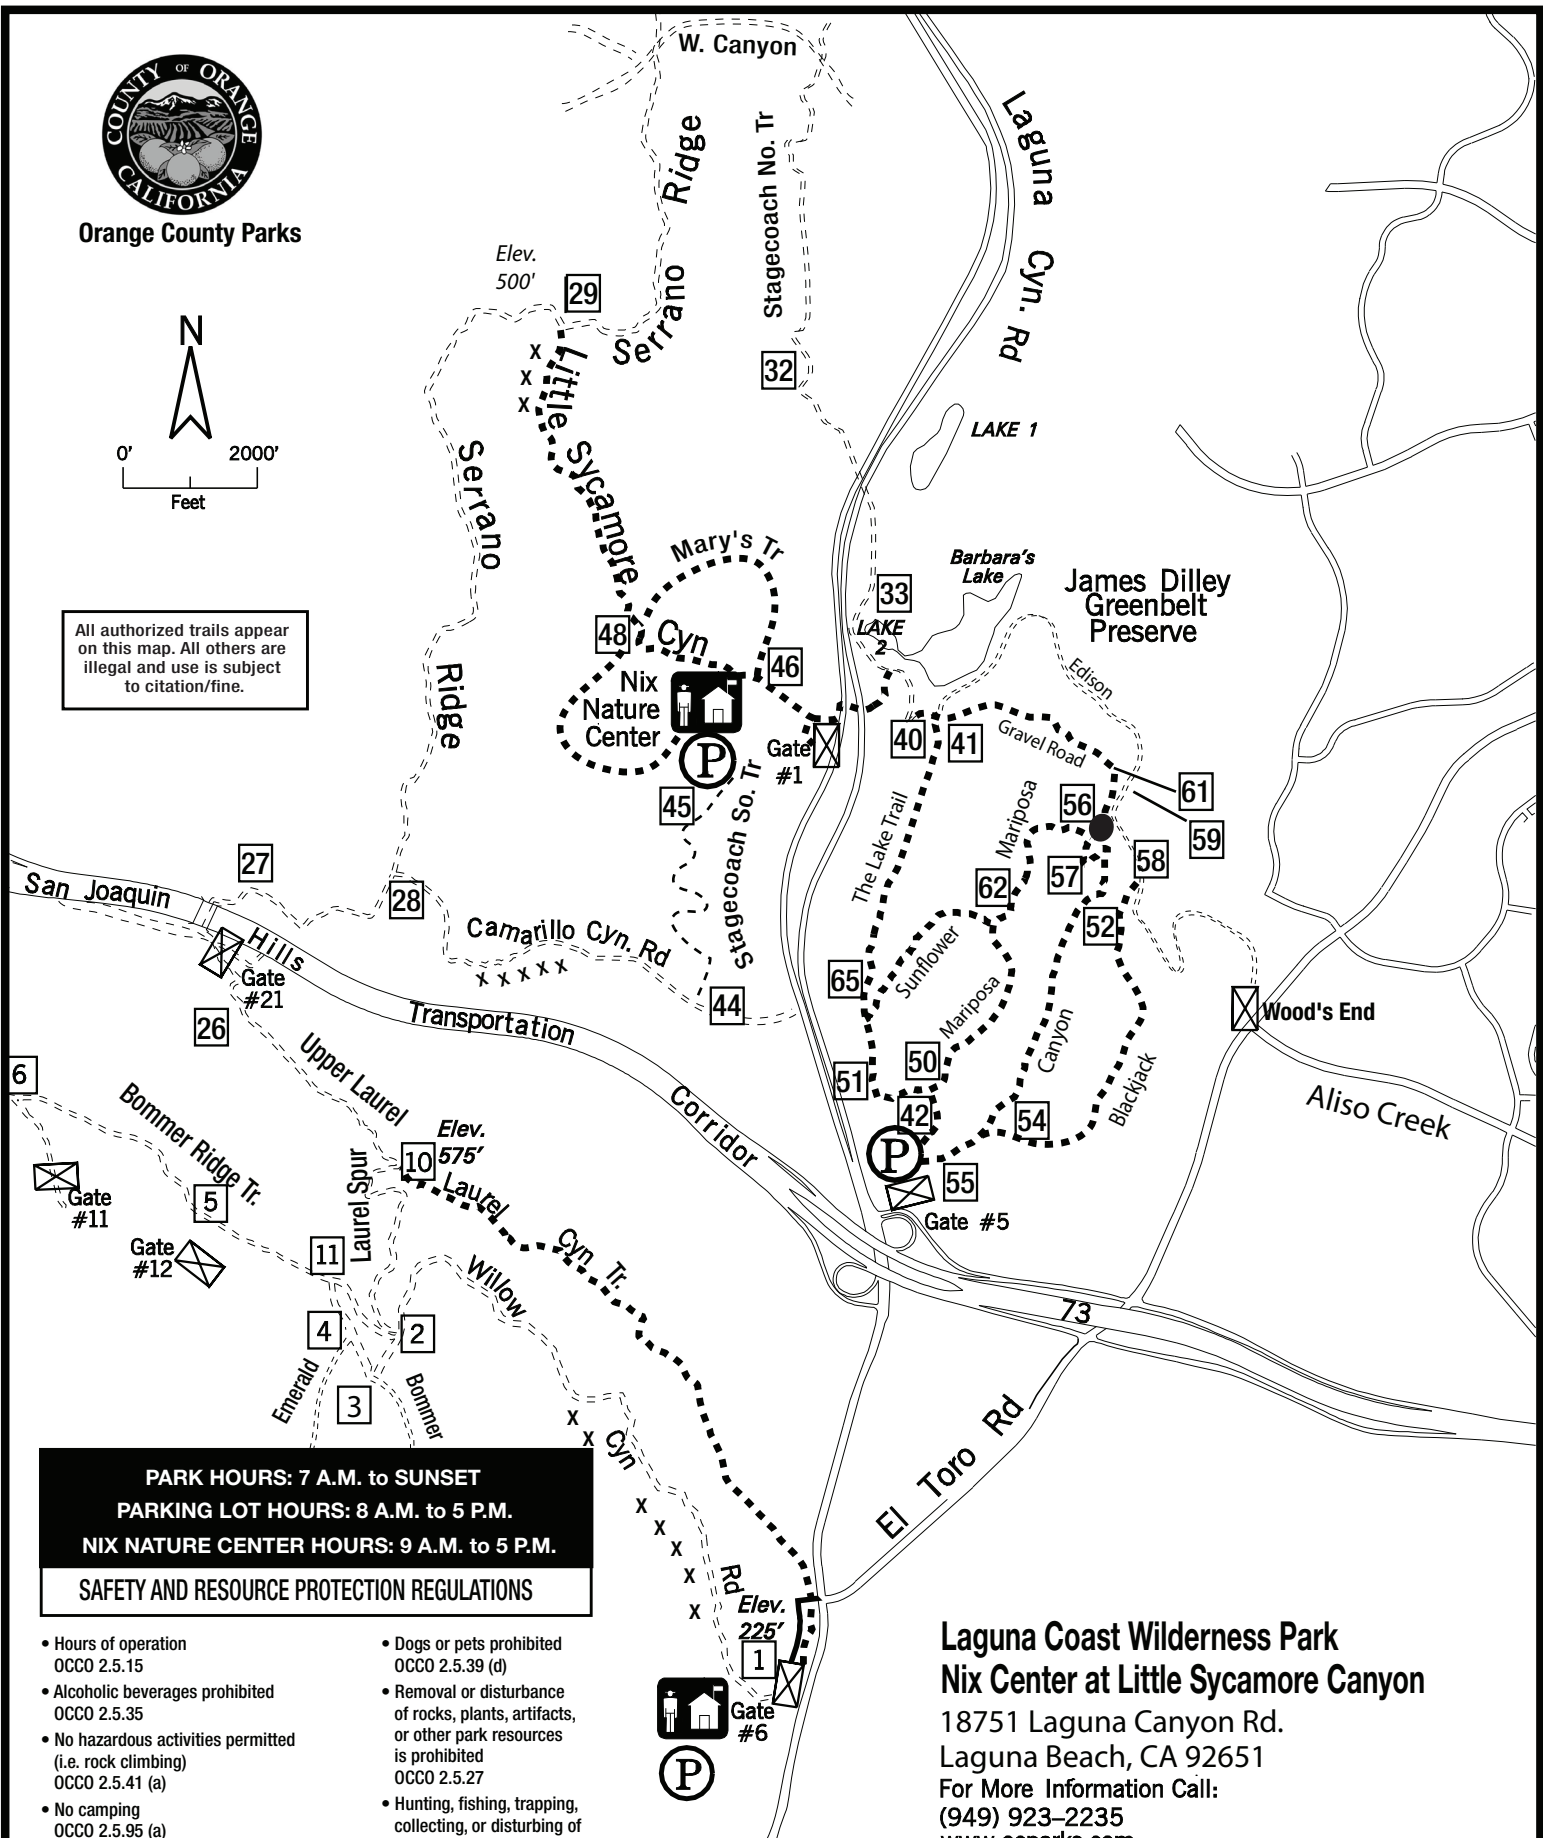 W. Canyon
COUNTY OF ORANGE
CALIFORNIA
Orange County Parks
Laguna Cyn. Rd
Serrano Ridge
Stagecoach No. Tr
Elev.
500'
29
N
0' 2000'
Feet
X
X
X
32
LAKE 1
Little Sycamore Cyn
Serrano Ridge
Mary's Tr
Barbara's
Lake
33
LAKE
2
James Dilley
Greenbelt
Preserve
All authorized trails appear
on this map. All others are
illegal and use is subject
to citation/fine.
48
46
Edison
Nix
Nature
Center
P
Gate
#1
40
41
Gravel Road
45
Stagecoach So. Tr
The Lake Trail
Mariposa
56
61
59
57
58
62
27
28
San Joaquin Hills Transportation Corridor
Camarillo Cyn. Rd
X X X X X
52
Sunflower
Mariposa
65
Gate
#21
44
26
Wood's End
Upper Laurel
50
51
Canyon
Blackjack
6
Bommer Ridge Tr.
42
54
Aliso Creek
Elev.
575'
10
P
55
Gate #5
Laurel Cyn Tr.
Laurel Spur
Gate
#11
5
Gate
#12
11
Willow Cyn Rd
4
2
73
Emerald
3
Bommer
X
X
El Toro Rd
X
X
X
X
X
PARK HOURS: 7 A.M. to SUNSET
PARKING LOT HOURS: 8 A.M. to 5 P.M.
NIX NATURE CENTER HOURS: 9 A.M. to 5 P.M.
SAFETY AND RESOURCE PROTECTION REGULATIONS
Elev.
225'
1
Gate
#6
P
• Hours of operation
OCCO 2.5.15
• Alcoholic beverages prohibited
OCCO 2.5.35
• No hazardous activities permitted
(i.e. rock climbing)
OCCO 2.5.41 (a)
• No camping
OCCO 2.5.95 (a)
• Dogs or pets prohibited
OCCO 2.5.39 (d)
• Removal or disturbance
of rocks, plants, artifacts,
or other park resources
is prohibited
OCCO 2.5.27
• Hunting, fishing, trapping,
collecting, or disturbing of
Laguna Coast Wilderness Park
Nix Center at Little Sycamore Canyon
18751 Laguna Canyon Rd.
Laguna Beach, CA 92651
For More Information Call:
(949) 923–2235